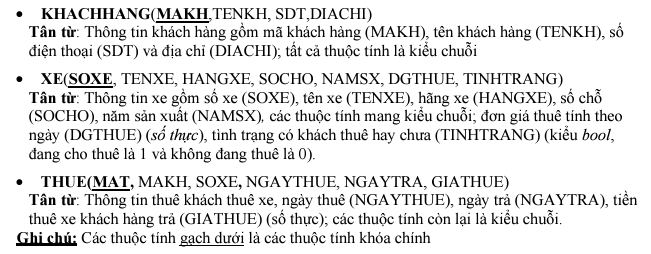 • KHACHHANG(MAKH,TENKH, SDT,DIACHI)
Tân từ: Thông tin khách hàng gồm mã khách hàng (MAKH), tên khách hàng (TENKH), số
điện thoại (SDT) và địa chỉ (DIACHI); tất cả thuộc tính là kiểu chuỗi
• XE(SOXE, TENXE, HANGXE, SOCHO, NAMSX, DGTHUE, TINHTRANG)
Tân từ: Thông tin xe gồm số xe (SOXE), tên xe (TENXE), hãng xe (HANGXE), số chỗ
(SOCHO), năm sản xuất (NAMSX), các thuộc tính mang kiểu chuỗi; đơn giá thuê tính theo
ngày (DGTHUE) (số thực), tình trạng có khách thuê hay chưa (TINHTRANG) (kiểu bool,
đang cho thuê là 1 và không đang thuê là 0).
• THUE(MAT, MAKH, SOXE, NGAYTHUE, NGAYTRA, GIATHUE)
Tân từ: Thông tin thuê khách thuê xe, ngày thuê (NGAYTHUE), ngày trả (NGAYTRA), tiền
thuê xe khách hàng trả (GIATHUE) (số thực); các thuộc tính còn lại là kiểu chuỗi.
Ghi chú: Các thuộc tính gạch dưới là các thuộc tính khóa chính